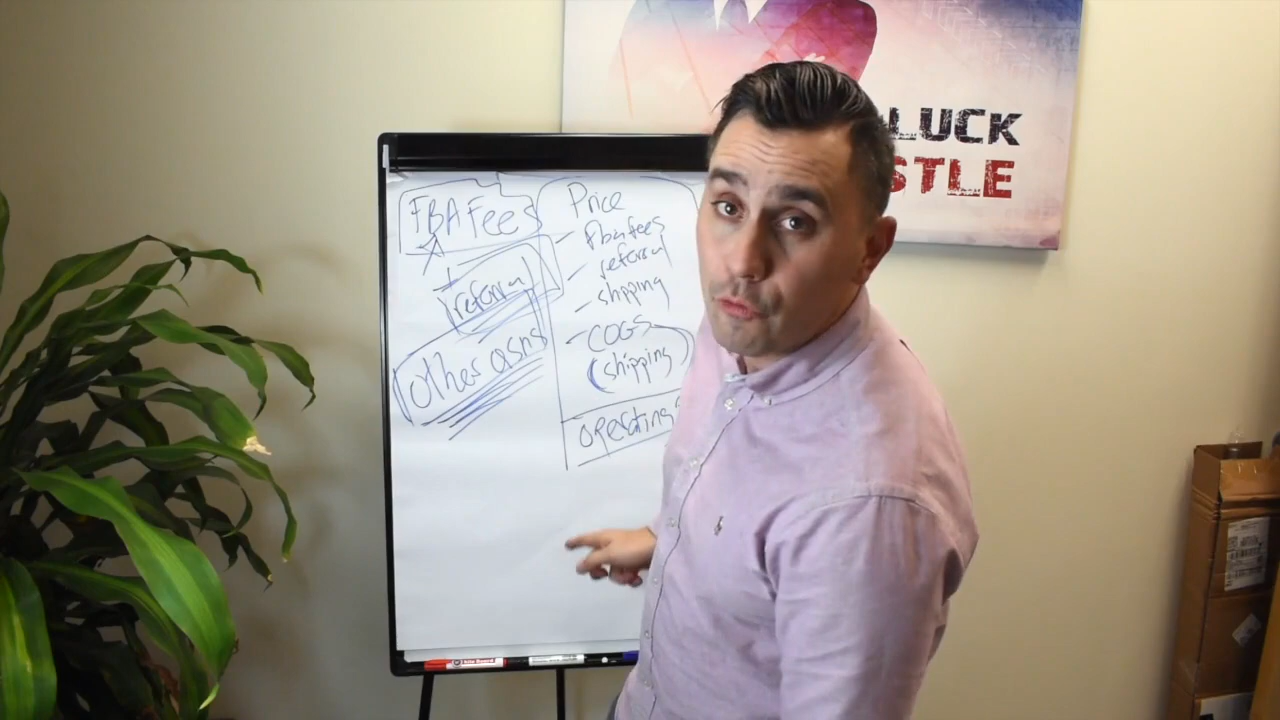 FBA Fees
+
referral
other asns
Price
- fba fees
- referral
- shipping
- COGS
(shipping)
operating
LUCK
STLE